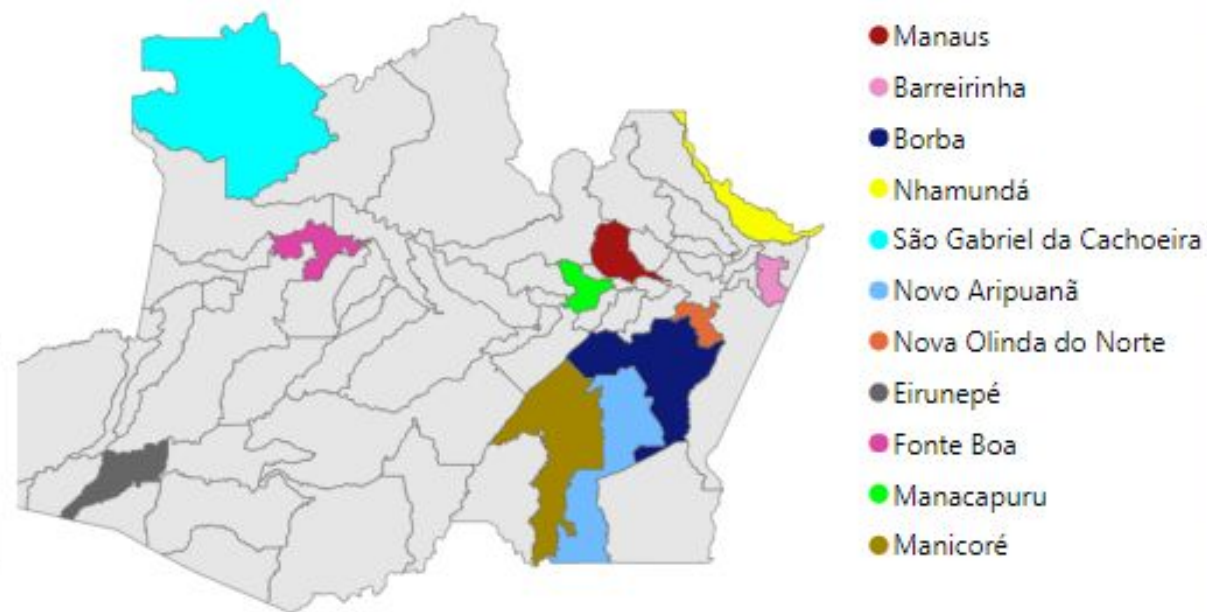 Manaus
Barreirinha
Borba
Nhamundá
São Gabriel da Cachoeira
Novo Aripuanã
Nova Olinda do Norte
Eirunepé
Fonte Boa
Manacapuru
Manicoré